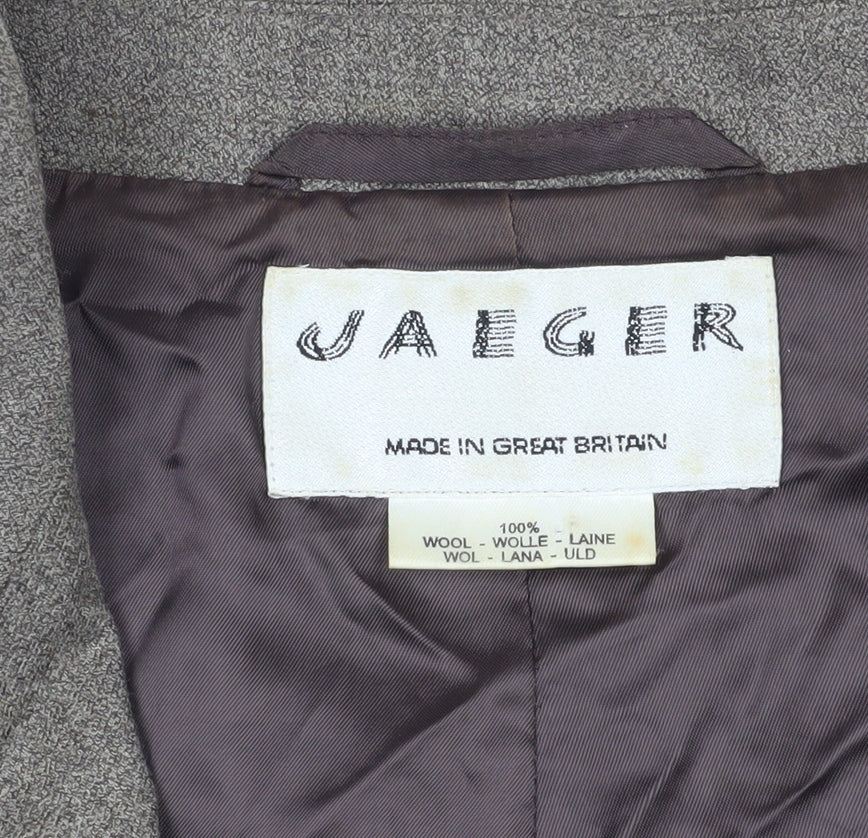 JAEGER
MADE IN GREAT BRITAIN
100%
WOOL - WOLLE - LAINE
WOL - LANA - ULD